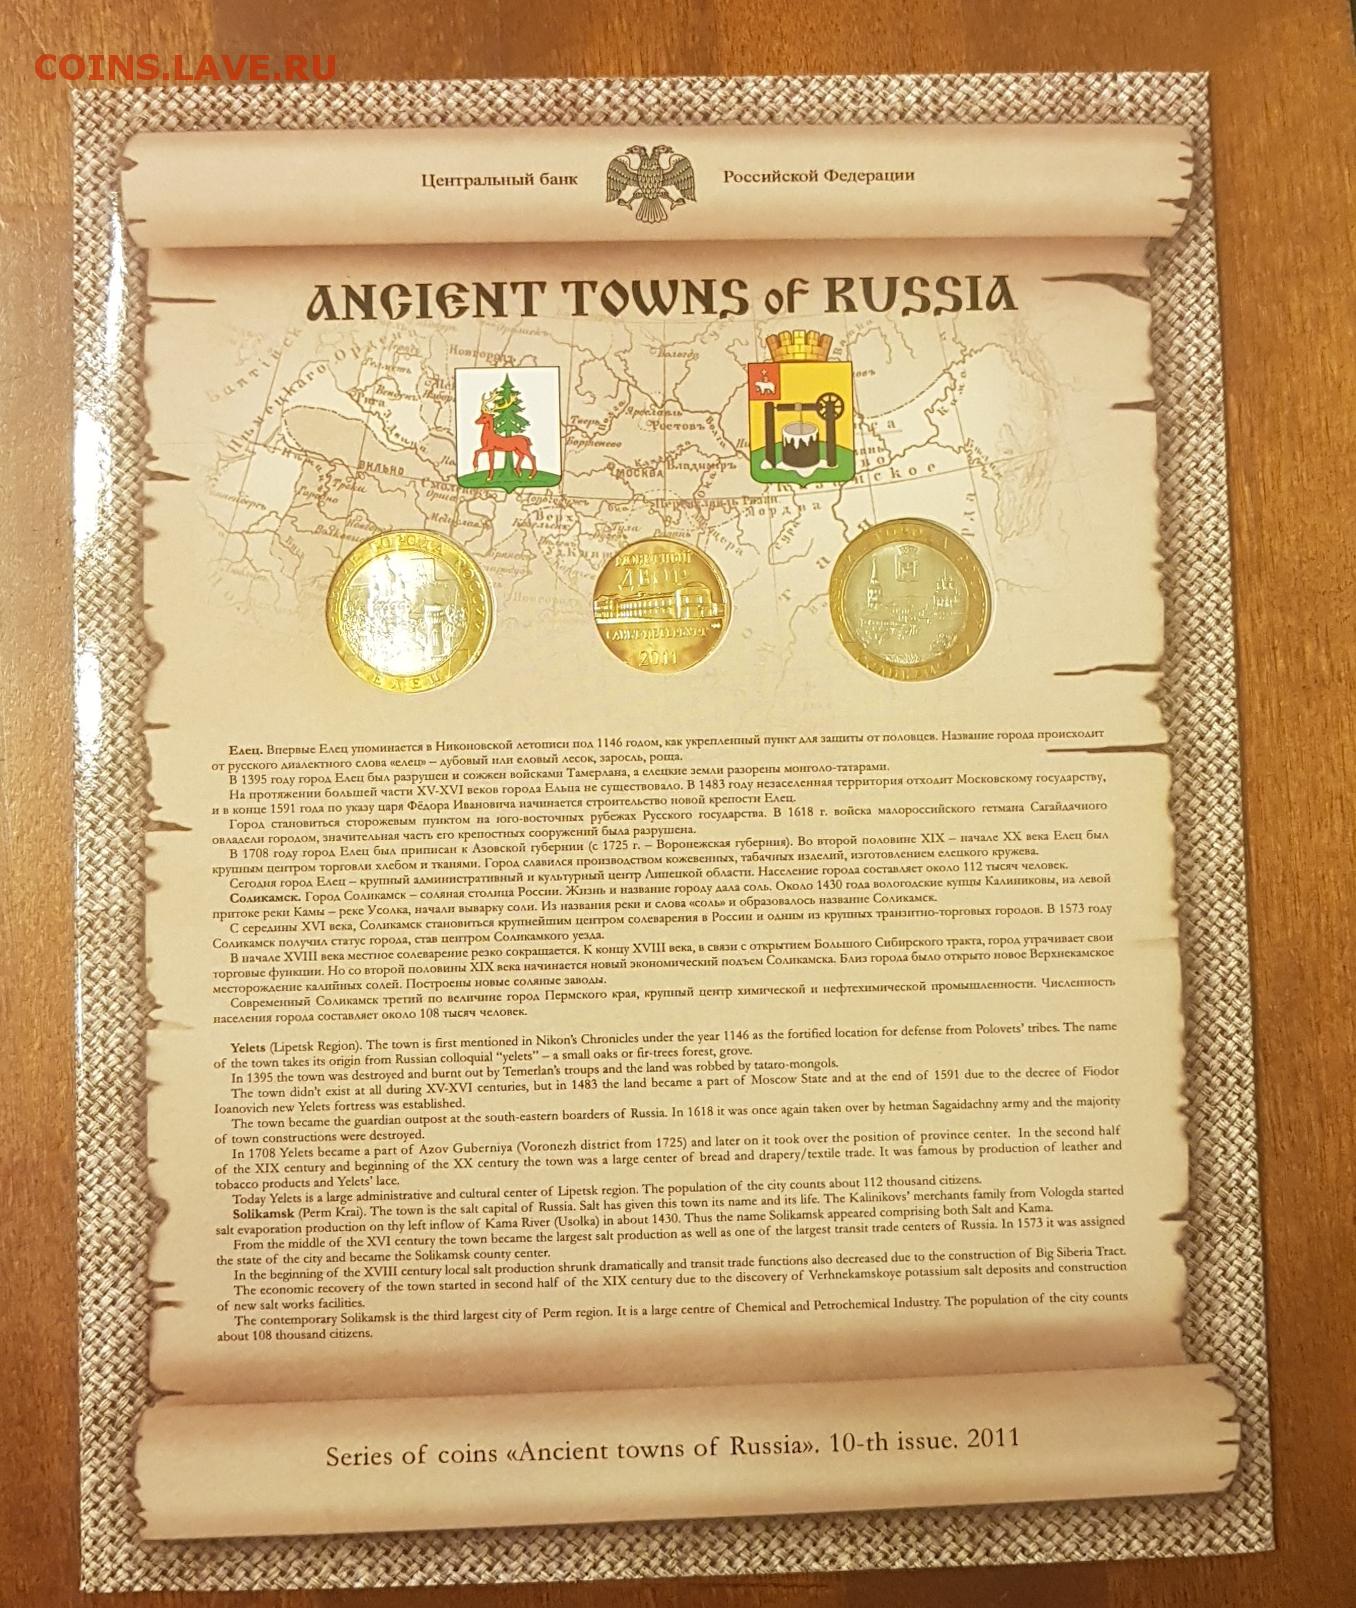 COINS.LAVE.RU
Центральный банк Российской Федерации
ANCIENT TOWNS OF RUSSIA
Новгородъ
Вологда
Ярославль
Ростовъ
ВИЛЬНО
МОСКВА
Владимиръ
Тула
ЕЛЕЦ
МОНЕТНЫЙ
ДВОР
САНКТ-ПЕТЕРБУРГ
2011
Елец. Впервые Елец упоминается в Никоновской летописи под 1146 годом, как укрепленный пункт для защиты от половцев. Название города происходит
от русского диалектного слова «елец» – дубовый или еловый лесок, заросль, роща.
В 1395 году город Елец был разрушен и сожжен войсками Тамерлана, а елецкие земли разорены монголо-татарами.
На протяжении большей части XV-XVI веков города Ельца не существовало. В 1483 году незаселенная территория отходит Московскому государству,
и в конце 1591 года по указу царя Фёдора Ивановича начинается строительство новой крепости Елец.
Город становиться сторожевым пунктом на юго-восточных рубежах Русского государства. В 1618 г. войска малороссийского гетмана Сагайдачного
овладели городом, значительная часть его крепостных сооружений была разрушена.
В 1708 году город Елец был приписан к Азовской губернии (с 1725 г. – Воронежская губерния). Во второй половине XIX – начале XX века Елец был
крупным центром торговли хлебом и тканями. Город славился производством кожевенных, табачных изделий, изготовлением елецкого кружева.
Сегодня город Елец – крупный административный и культурный центр Липецкой области. Население города составляет около 112 тысяч человек.
Соликамск. Город Соликамск – соляная столица России. Жизнь и название городу дала соль. Около 1430 года вологодские купцы Калиниковы, на левой
притоке реки Камы – реке Усолка, начали выварку соли. Из названия реки и слова «соль» и образовалось название Соликамск.
С середины XVI века, Соликамск становиться крупнейшим центром солеварения в России и одним из крупных транзитно-торговых городов. В 1573 году
Соликамск получил статус города, став центром Соликамкого уезда.
В начале XVIII века местное солеварение резко сокращается. К концу XVIII века, в связи с открытием Большого Сибирского тракта, город утрачивает свои
торговые функции. Но со второй половины XIX века начинается новый экономический подъем Соликамска. Близ города было открыто новое Верхнекамское
месторождение калийных солей. Построены новые соляные заводы.
Современный Соликамск третий по величине город Пермского края, крупный центр химической и нефтехимической промышленности. Численность
населения города составляет около 108 тысяч человек.
Yelets (Lipetsk Region). The town is first mentioned in Nikon's Chronicles under the year 1146 as the fortified location for defense from Polovets' tribes. The name
of the town takes its origin from Russian colloquial "yelets" – a small oaks or fir-trees forest, grove.
In 1395 the town was destroyed and burnt out by Temerlan's troups and the land was robbed by tataro-mongols.
The town didn't exist at all during XV-XVI centuries, but in 1483 the land became a part of Moscow State and at the end of 1591 due to the decree of Fiodor
Ioanovich new Yelets fortress was established.
The town became the guardian outpost at the south-eastern boarders of Russia. In 1618 it was once again taken over by hetman Sagaidachny army and the majority
of town constructions were destroyed.
In 1708 Yelets became a part of Azov Guberniya (Voronezh district from 1725) and later on it took over the position of province center. In the second half
of the XIX century and beginning of the XX century the town was a large center of bread and drapery/textile trade. It was famous by production of leather and
tobacco products and Yelets' lace.
Today Yelets is a large administrative and cultural center of Lipetsk region. The population of the city counts about 112 thousand citizens.
Solikamsk (Perm Krai). The town is the salt capital of Russia. Salt has given this town its name and its life. The Kalinikovs' merchants family from Vologda started
salt evaporation production on thy left inflow of Kama River (Usolka) in about 1430. Thus the name Solikamsk appeared comprising both Salt and Kama.
From the middle of the XVI century the town became the largest salt production as well as one of the largest transit trade centers of Russia. In 1573 it was assigned
the state of the city and became the Solikamsk county center.
In the beginning of the XVIII century local salt production shrunk dramatically and transit trade functions also decreased due to the construction of Big Siberia Tract.
The economic recovery of the town started in second half of the XIX century due to the discovery of Verhnekamskoye potassium salt deposits and construction
of new salt works facilities.
The contemporary Solikamsk is the third largest city of Perm region. It is a large centre of Chemical and Petrochemical Industry. The population of the city counts
about 108 thousand citizens.
Series of coins «Ancient towns of Russia». 10-th issue. 2011